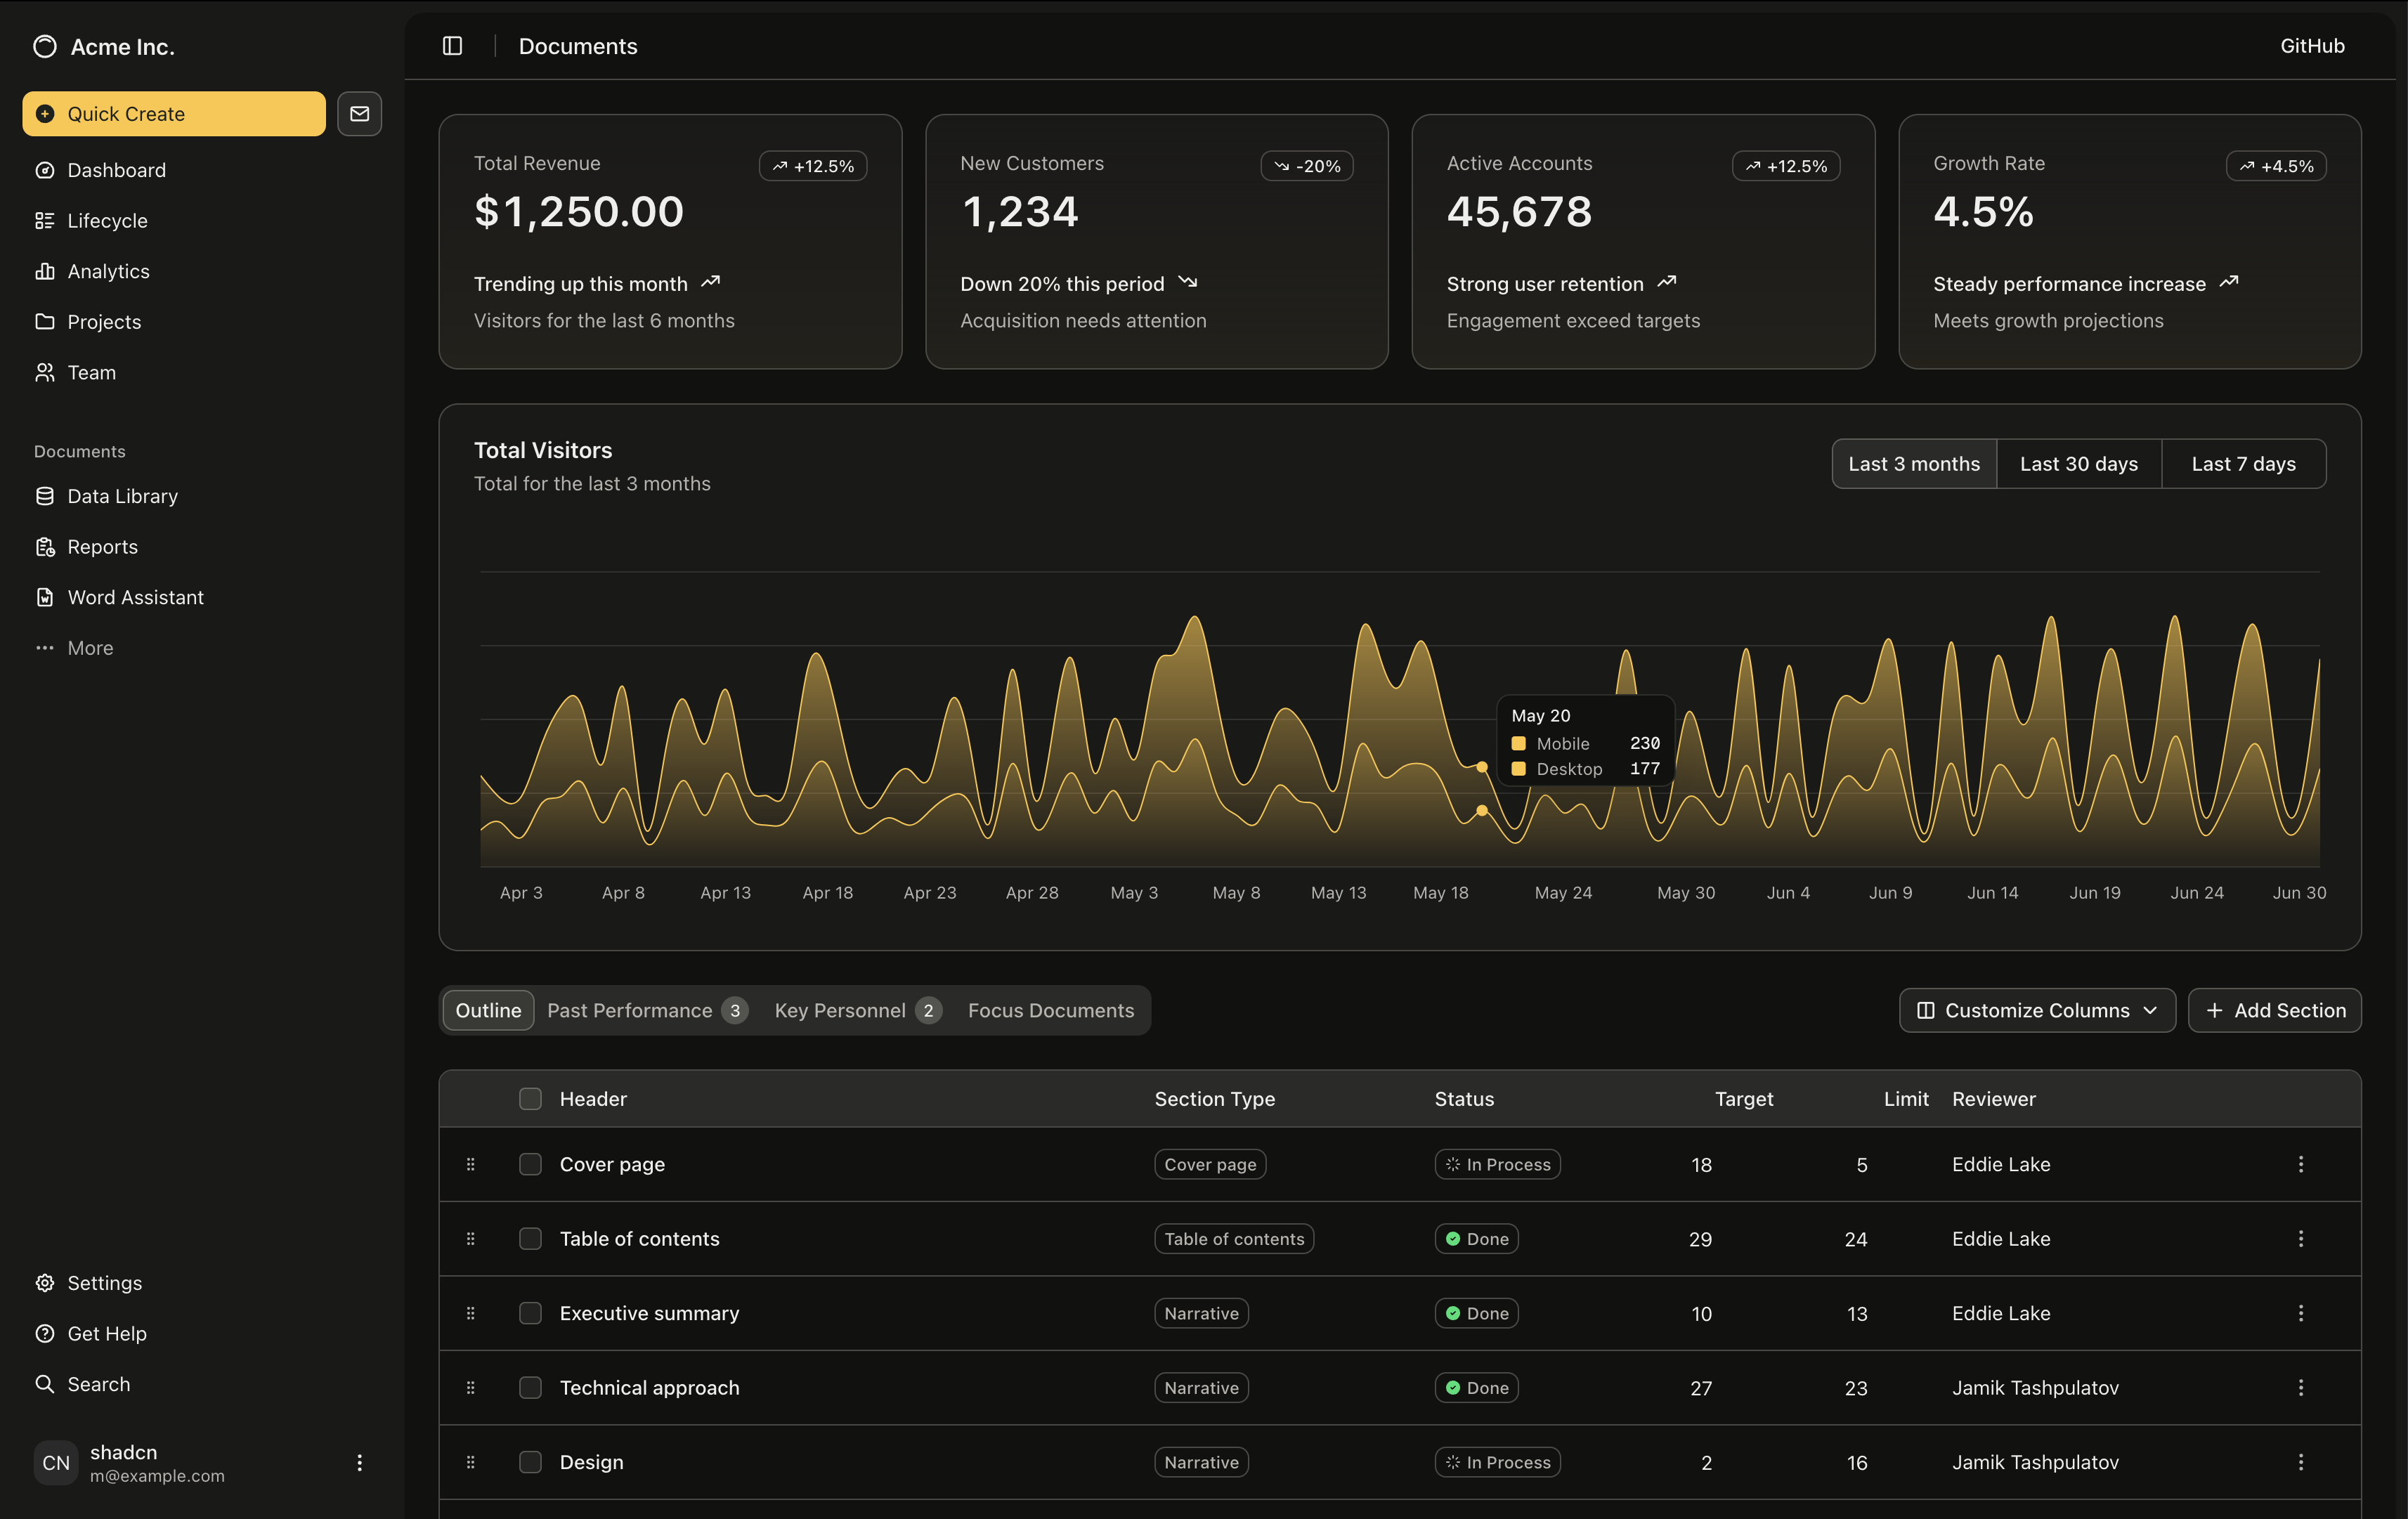 Acme Inc.
Quick Create
Dashboard
Lifecycle
Analytics
Projects
Team
Documents
Data Library
Reports
Word Assistant
More
Settings
Get Help
Search
CN
shadcn
m@example.com
Documents
GitHub
Total Revenue
+12.5%
$1,250.00
Trending up this month
Visitors for the last 6 months
New Customers
-20%
1,234
Down 20% this period
Acquisition needs attention
Active Accounts
+12.5%
45,678
Strong user retention
Engagement exceed targets
Growth Rate
+4.5%
4.5%
Steady performance increase
Meets growth projections
Total Visitors
Total for the last 3 months
Last 3 months Last 30 days Last 7 days
May 20
Mobile 230
Desktop 177
Apr 3 Apr 8 Apr 13 Apr 18 Apr 23 Apr 28 May 3 May 8 May 13 May 18 May 24 May 30 Jun 4 Jun 9 Jun 14 Jun 19 Jun 24 Jun 30
Outline Past Performance 3 Key Personnel 2 Focus Documents
Customize Columns Add Section
Header Section Type Status Target Limit Reviewer
Cover page Cover page In Process 18 5 Eddie Lake
Table of contents Table of contents Done 29 24 Eddie Lake
Executive summary Narrative Done 10 13 Eddie Lake
Technical approach Narrative Done 27 23 Jamik Tashpulatov
Design Narrative In Process 2 16 Jamik Tashpulatov